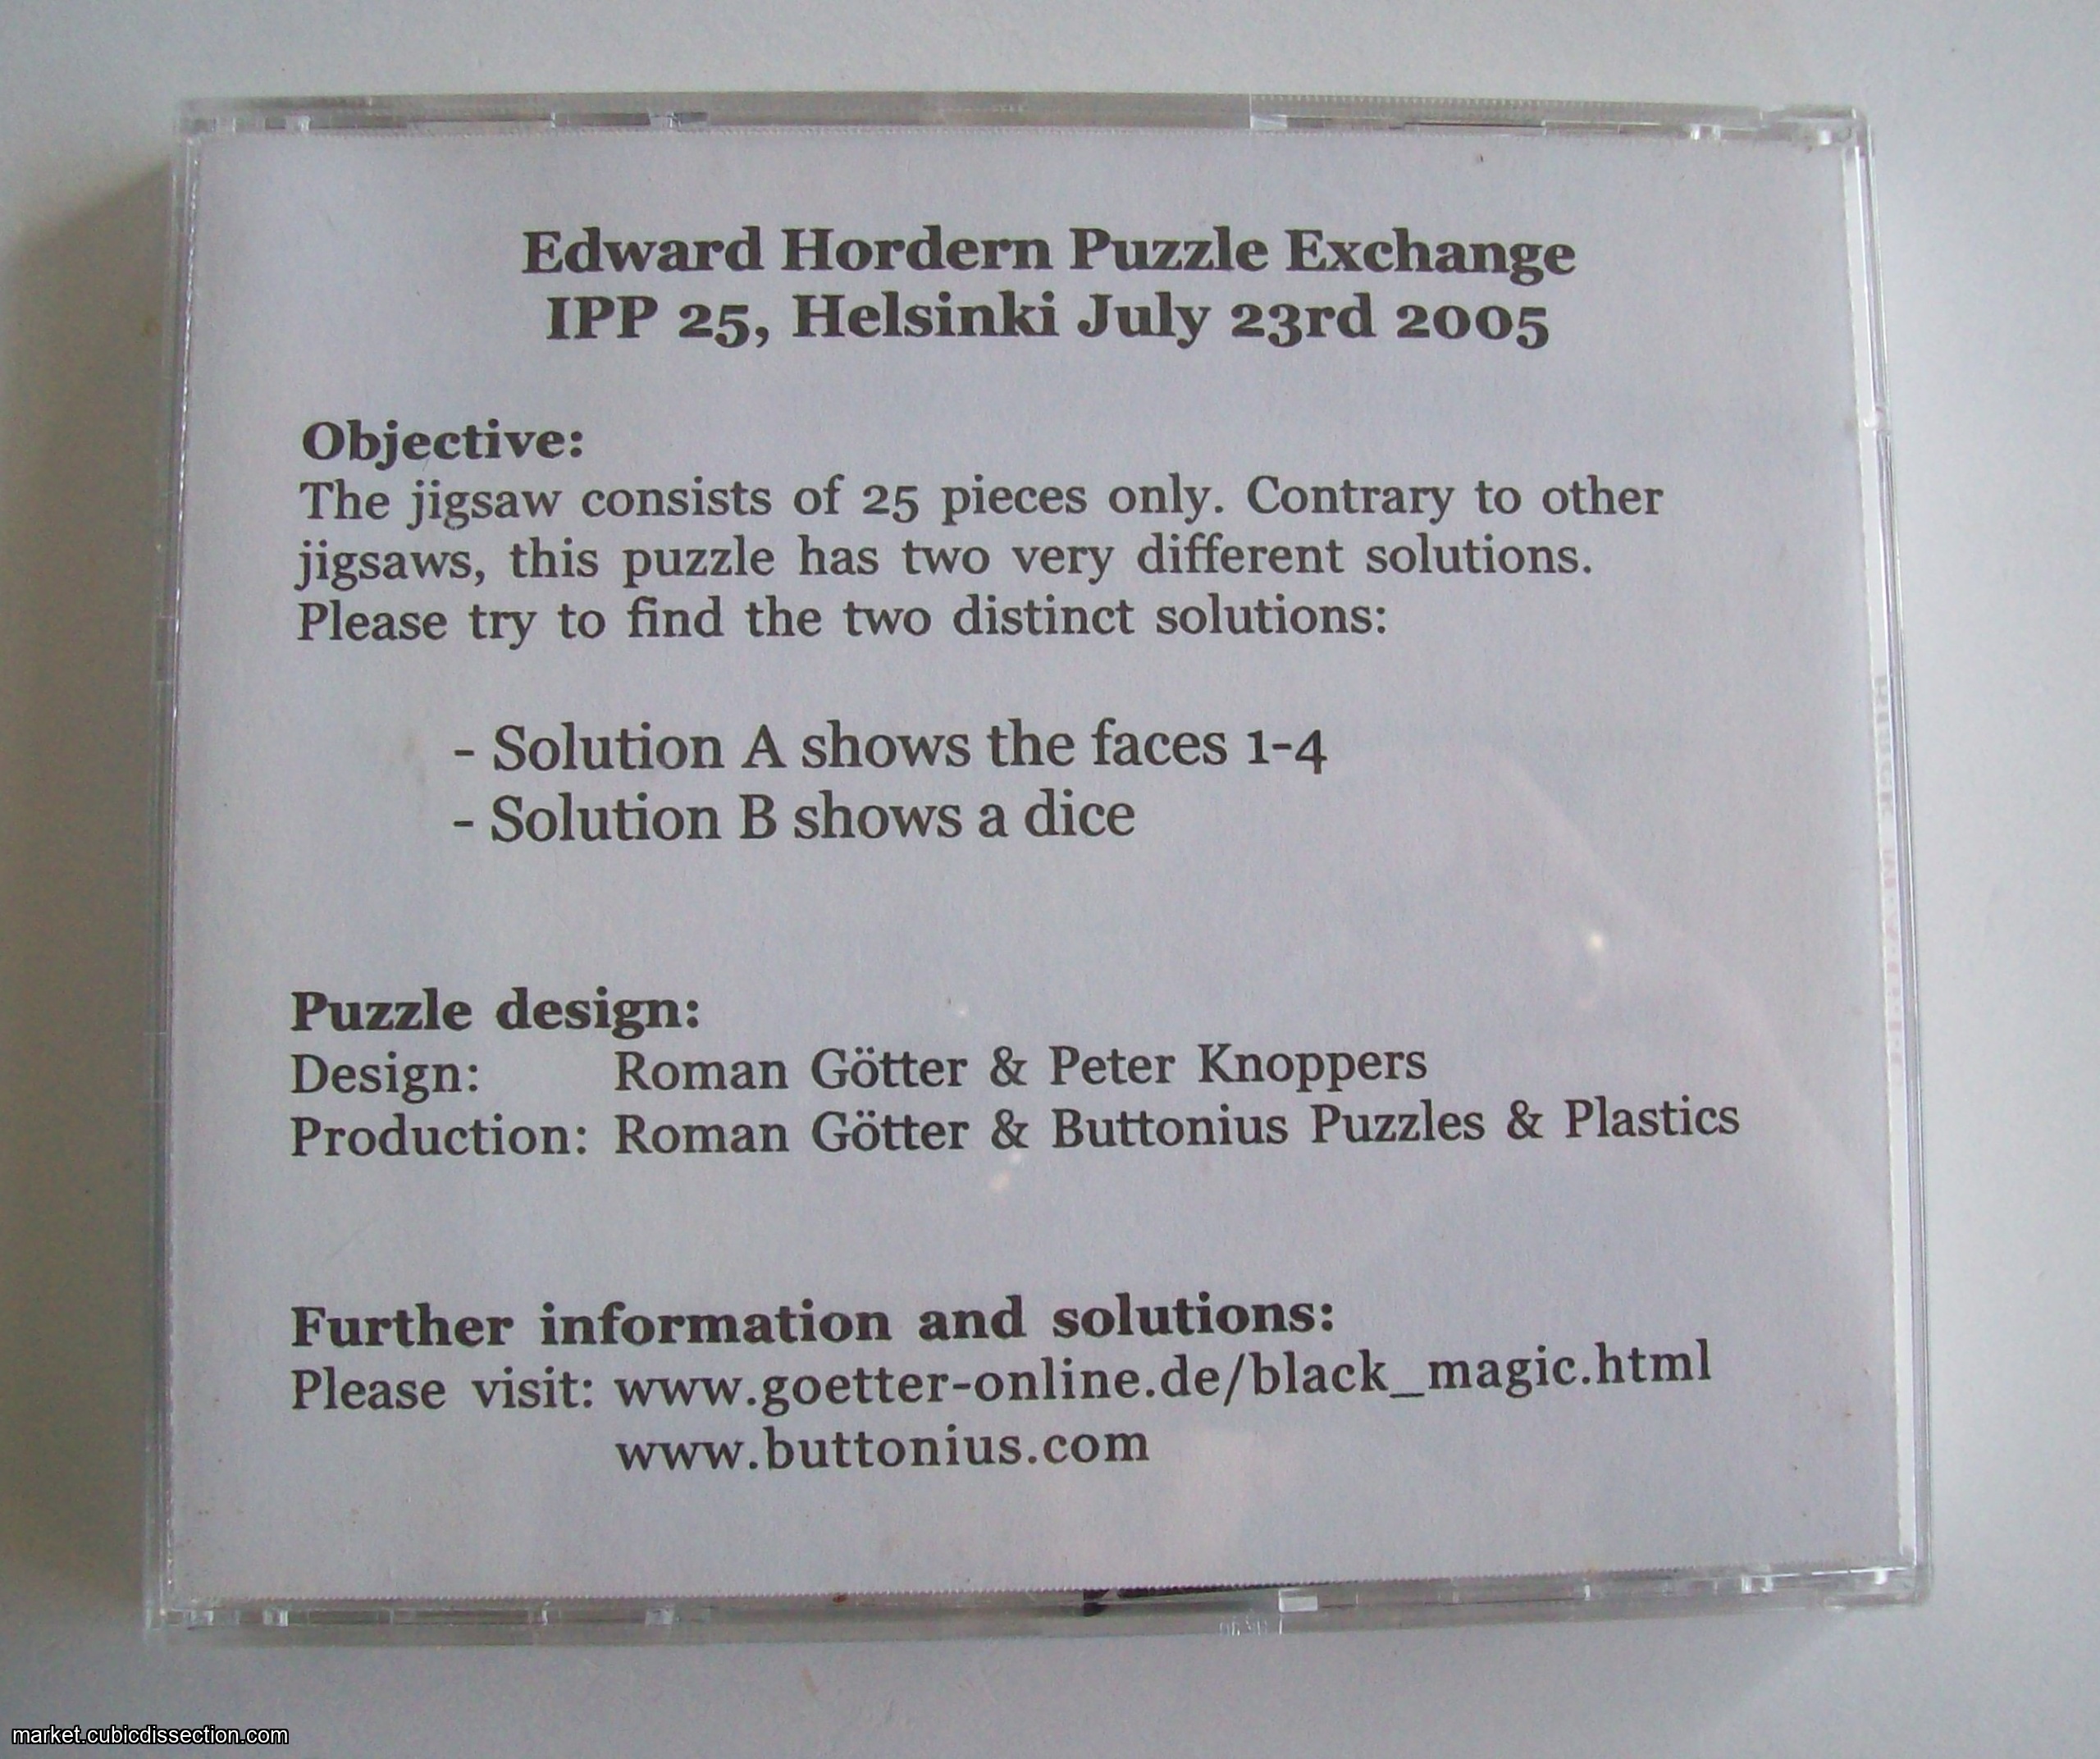 Edward Hordern Puzzle Exchange
IPP 25, Helsinki July 23rd 2005
Objective:
The jigsaw consists of 25 pieces only. Contrary to other
jigsaws, this puzzle has two very different solutions.
Please try to find the two distinct solutions:
- Solution A shows the faces 1-4
- Solution B shows a dice
Puzzle design:
Design: Roman Götter & Peter Knoppers
Production: Roman Götter & Buttonius Puzzles & Plastics
Further information and solutions:
Please visit: www.goetter-online.de/black_magic.html
www.buttonius.com
market.cubicdissection.com